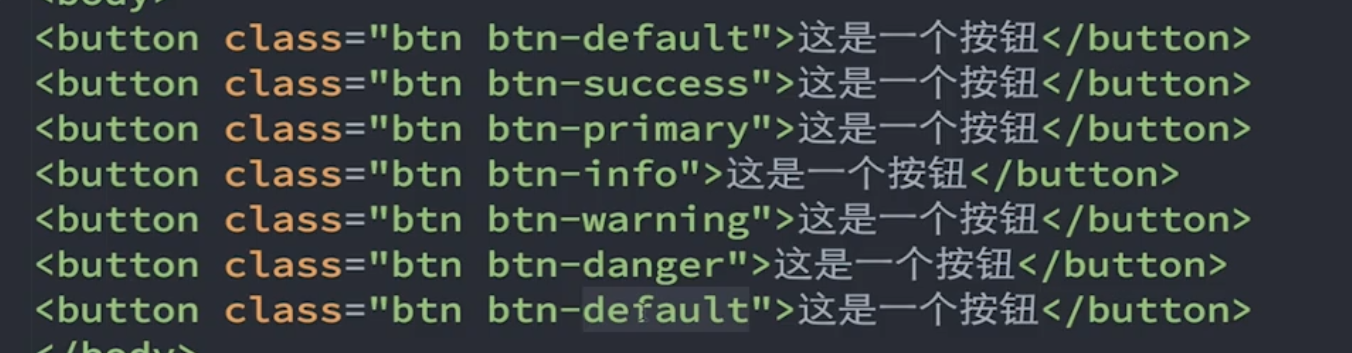 <body>
<button class="btn btn-default">这是一个按钮</button>
<button class="btn btn-success">这是一个按钮</button>
<button class="btn btn-primary">这是一个按钮</button>
<button class="btn btn-info">这是一个按钮</button>
<button class="btn btn-warning">这是一个按钮</button>
<button class="btn btn-danger">这是一个按钮</button>
<button class="btn btn-default">这是一个按钮</button>
</body>